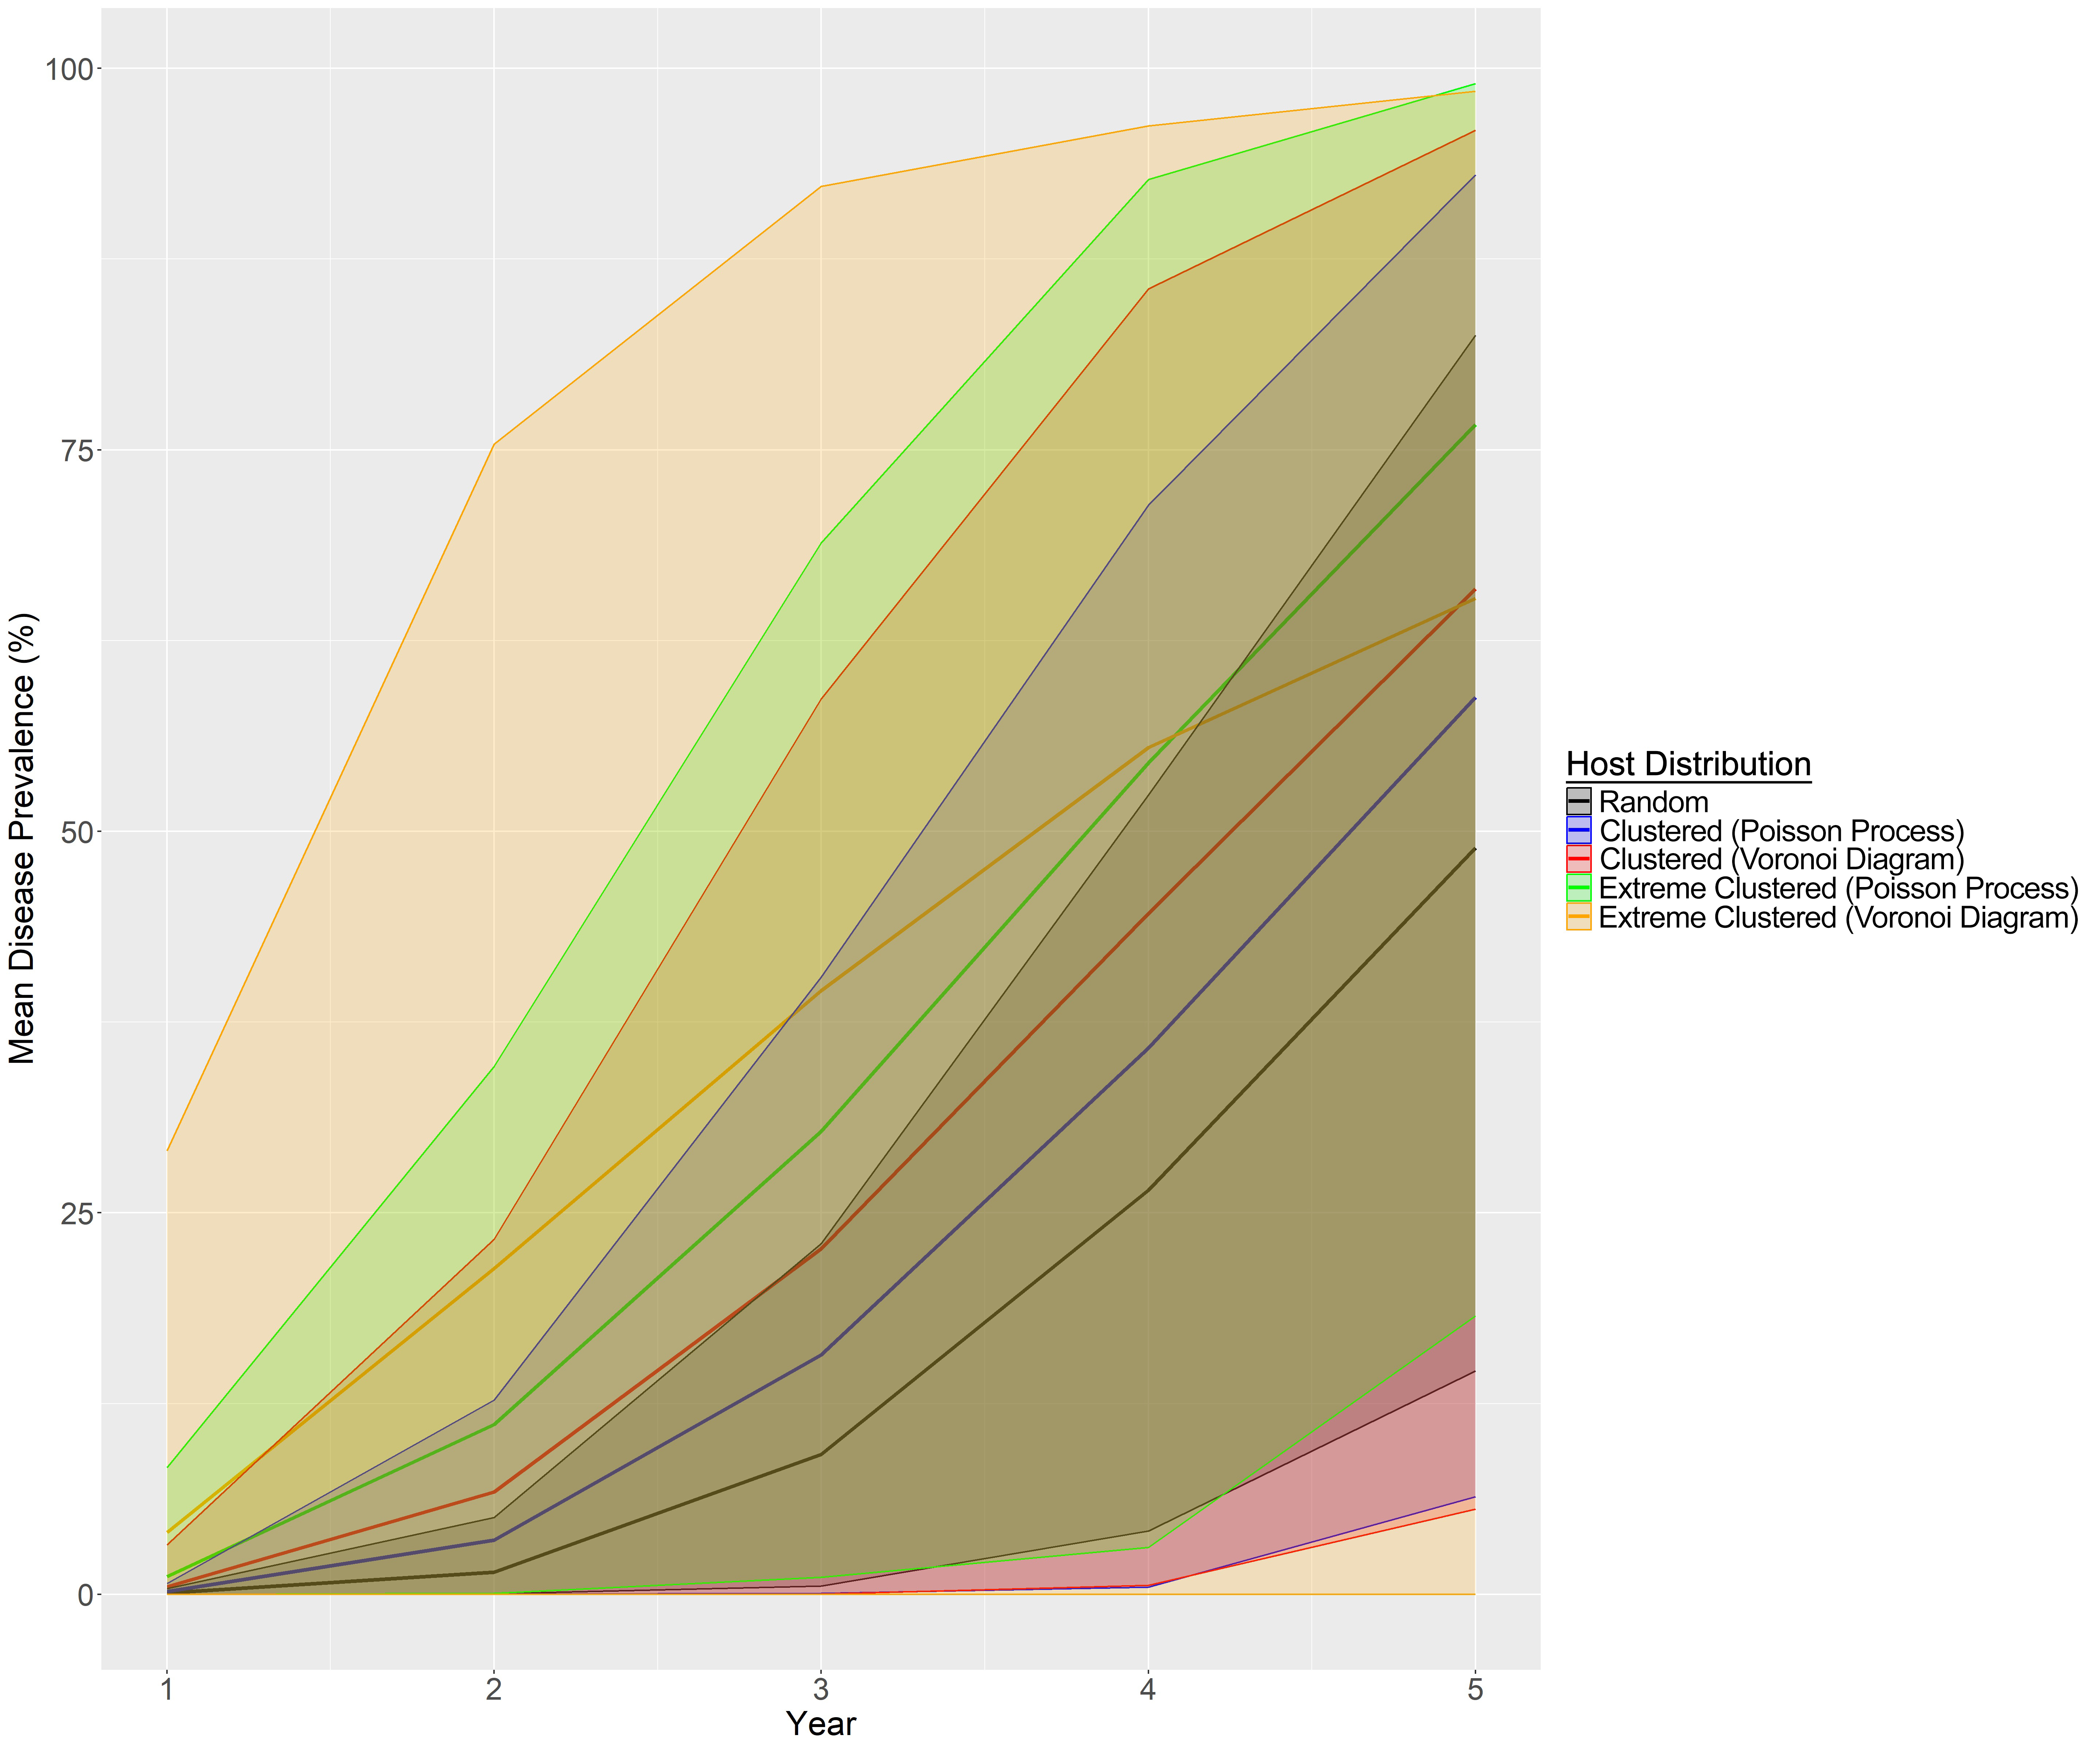 100
75
50
25
0
Mean Disease Prevalence (%)
1 2 3 4 5
Year
Host Distribution
Random
Clustered (Poisson Process)
Clustered (Voronoi Diagram)
Extreme Clustered (Poisson Process)
Extreme Clustered (Voronoi Diagram)